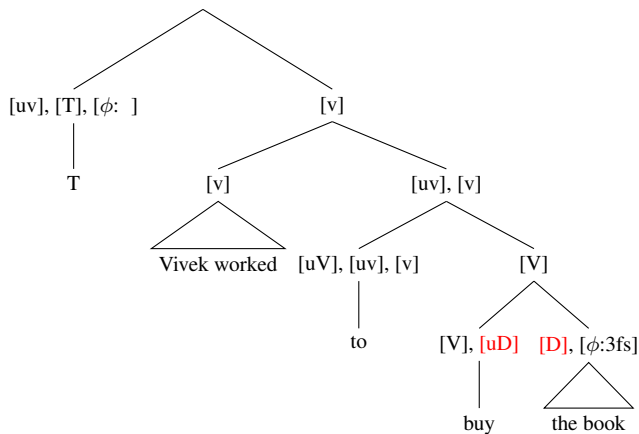 [uv], [T], [ϕ: ]
[v]
T
[v]
[uv], [v]
Vivek worked
[uV], [uv], [v]
[V]
to
[V], [uD]
[D], [ϕ:3fs]
buy
the book